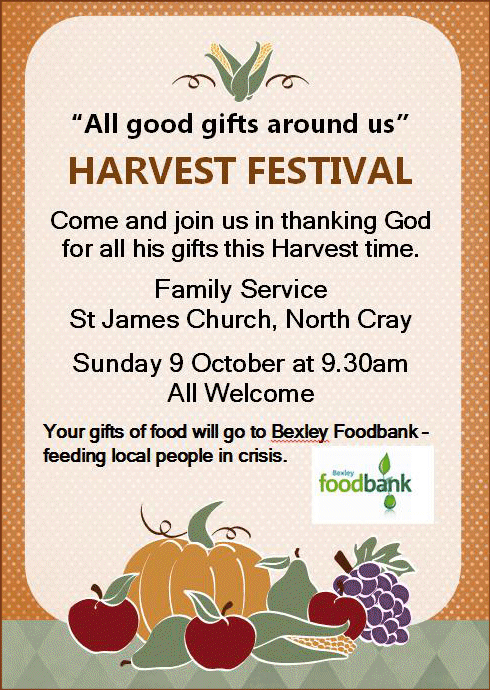 “All good gifts around us”
HARVEST FESTIVAL
Come and join us in thanking God
for all his gifts this Harvest time.
Family Service
St James Church, North Cray
Sunday 9 October at 9.30am
All Welcome
Your gifts of food will go to Bexley Foodbank –
feeding local people in crisis.
Bexley
foodbank